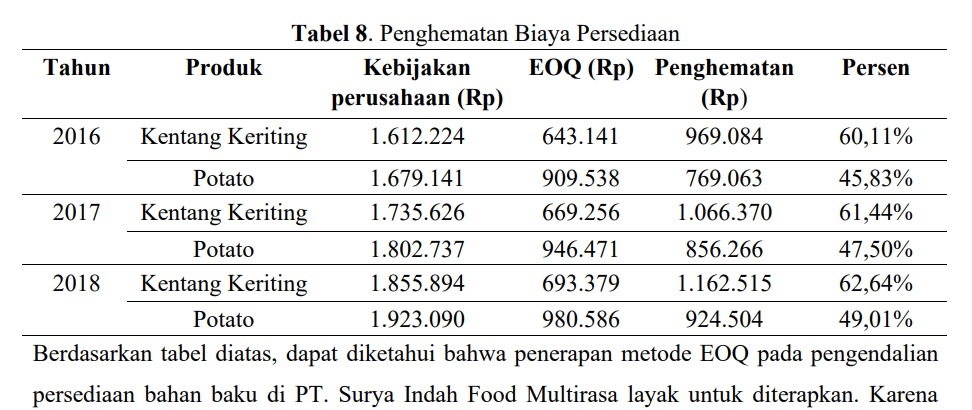 Tabel 8. Penghematan Biaya Persediaan
Tahun Produk Kebijakan perusahaan (Rp) EOQ (Rp) Penghematan (Rp) Persen
2016 Kentang Keriting 1.612.224 643.141 969.084 60,11%
Potato 1.679.141 909.538 769.063 45,83%
2017 Kentang Keriting 1.735.626 669.256 1.066.370 61,44%
Potato 1.802.737 946.471 856.266 47,50%
2018 Kentang Keriting 1.855.894 693.379 1.162.515 62,64%
Potato 1.923.090 980.586 924.504 49,01%
Berdasarkan tabel diatas, dapat diketahui bahwa penerapan metode EOQ pada pengendalian
persediaan bahan baku di PT. Surya Indah Food Multirasa layak untuk diterapkan. Karena